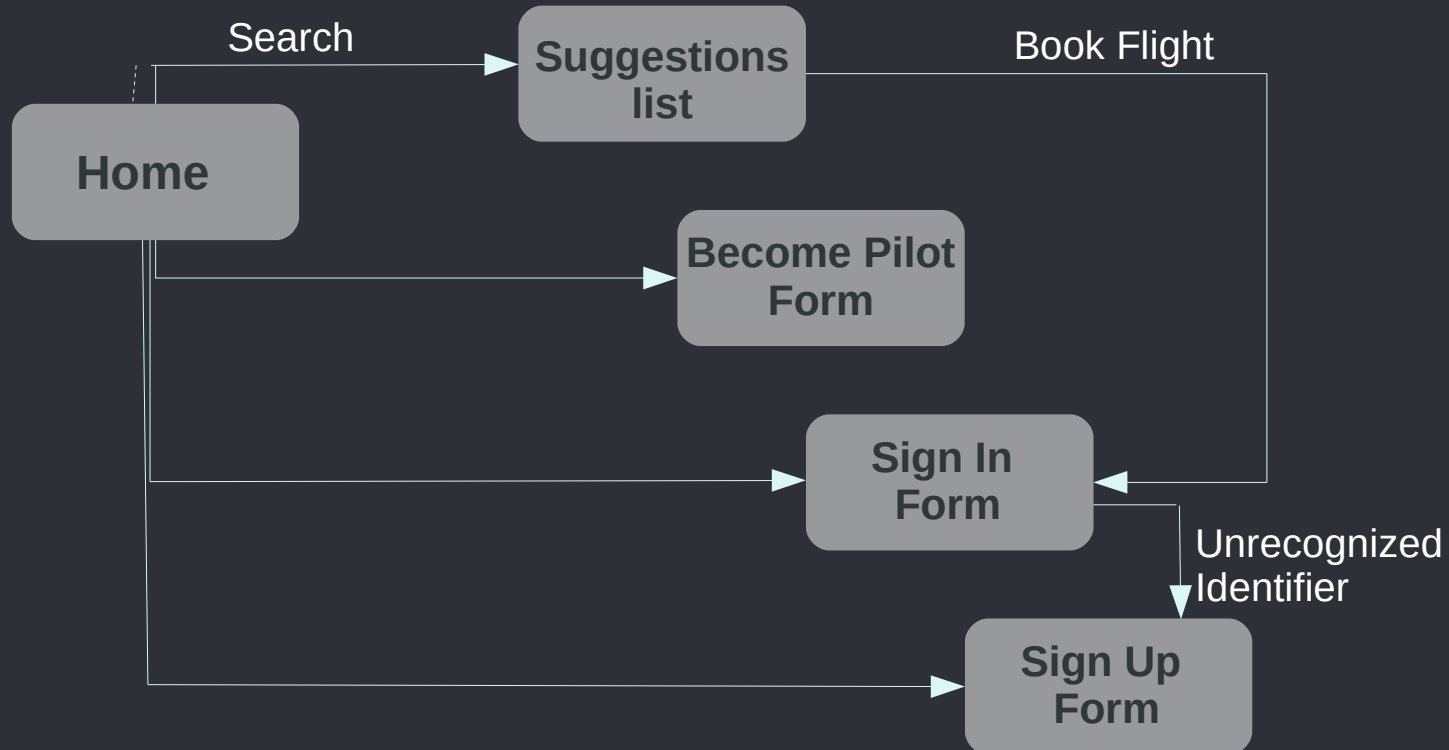 Search
Suggestions
list
Book Flight
Home
Become Pilot
Form
Sign In
Form
Unrecognized
Identifier
Sign Up
Form